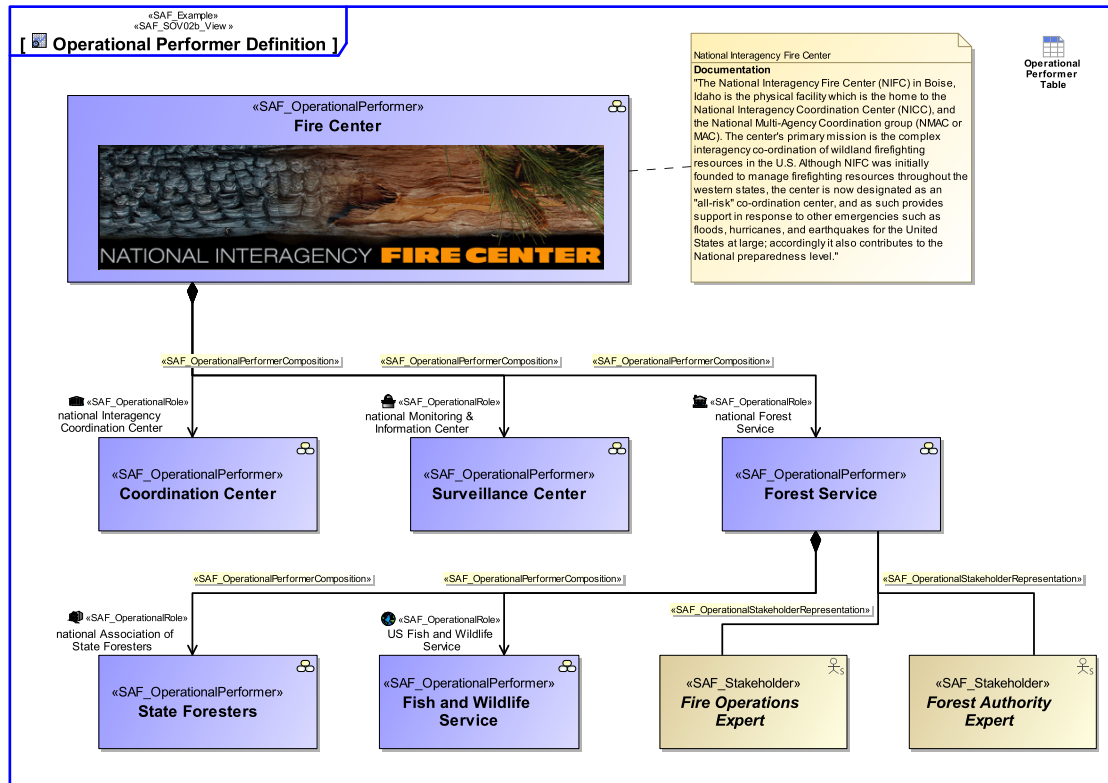 «SAF_Example»
«SAF_SOV02b_View »
[ Operational Performer Definition ]
National Interagency Fire Center
Documentation
"The National Interagency Fire Center (NIFC) in Boise,
Idaho is the physical facility which is the home to the
National Interagency Coordination Center (NICC), and
the National Multi-Agency Coordination group (NMAC or
MAC). The center's primary mission is the complex
interagency co-ordination of wildland firefighting
resources in the U.S. Although NIFC was initially
founded to manage firefighting resources throughout the
western states, the center is now designated as an
"all-risk" co-ordination center, and as such provides
support in response to other emergencies such as
floods, hurricanes, and earthquakes for the United
States at large; accordingly it also contributes to the
National preparedness level."
Operational
Performer
Table
«SAF_OperationalPerformer»
Fire Center
NATIONAL INTERAGENCY FIRE CENTER
«SAF_OperationalPerformerComposition»
«SAF_OperationalPerformerComposition»
«SAF_OperationalPerformerComposition»
«SAF_OperationalRole»
national Interagency
Coordination Center
«SAF_OperationalRole»
national Monitoring &
Information Center
«SAF_OperationalRole»
national Forest
Service
«SAF_OperationalPerformer»
Coordination Center
«SAF_OperationalPerformer»
Surveillance Center
«SAF_OperationalPerformer»
Forest Service
«SAF_OperationalPerformerComposition»
«SAF_OperationalPerformerComposition»
«SAF_OperationalStakeholderRepresentation»
«SAF_OperationalStakeholderRepresentation»
«SAF_OperationalRole»
national Association of
State Foresters
«SAF_OperationalRole»
US Fish and Wildlife
Service
«SAF_OperationalPerformer»
State Foresters
«SAF_OperationalPerformer»
Fish and Wildlife
Service
S
«SAF_Stakeholder»
Fire Operations
Expert
S
«SAF_Stakeholder»
Forest Authority
Expert